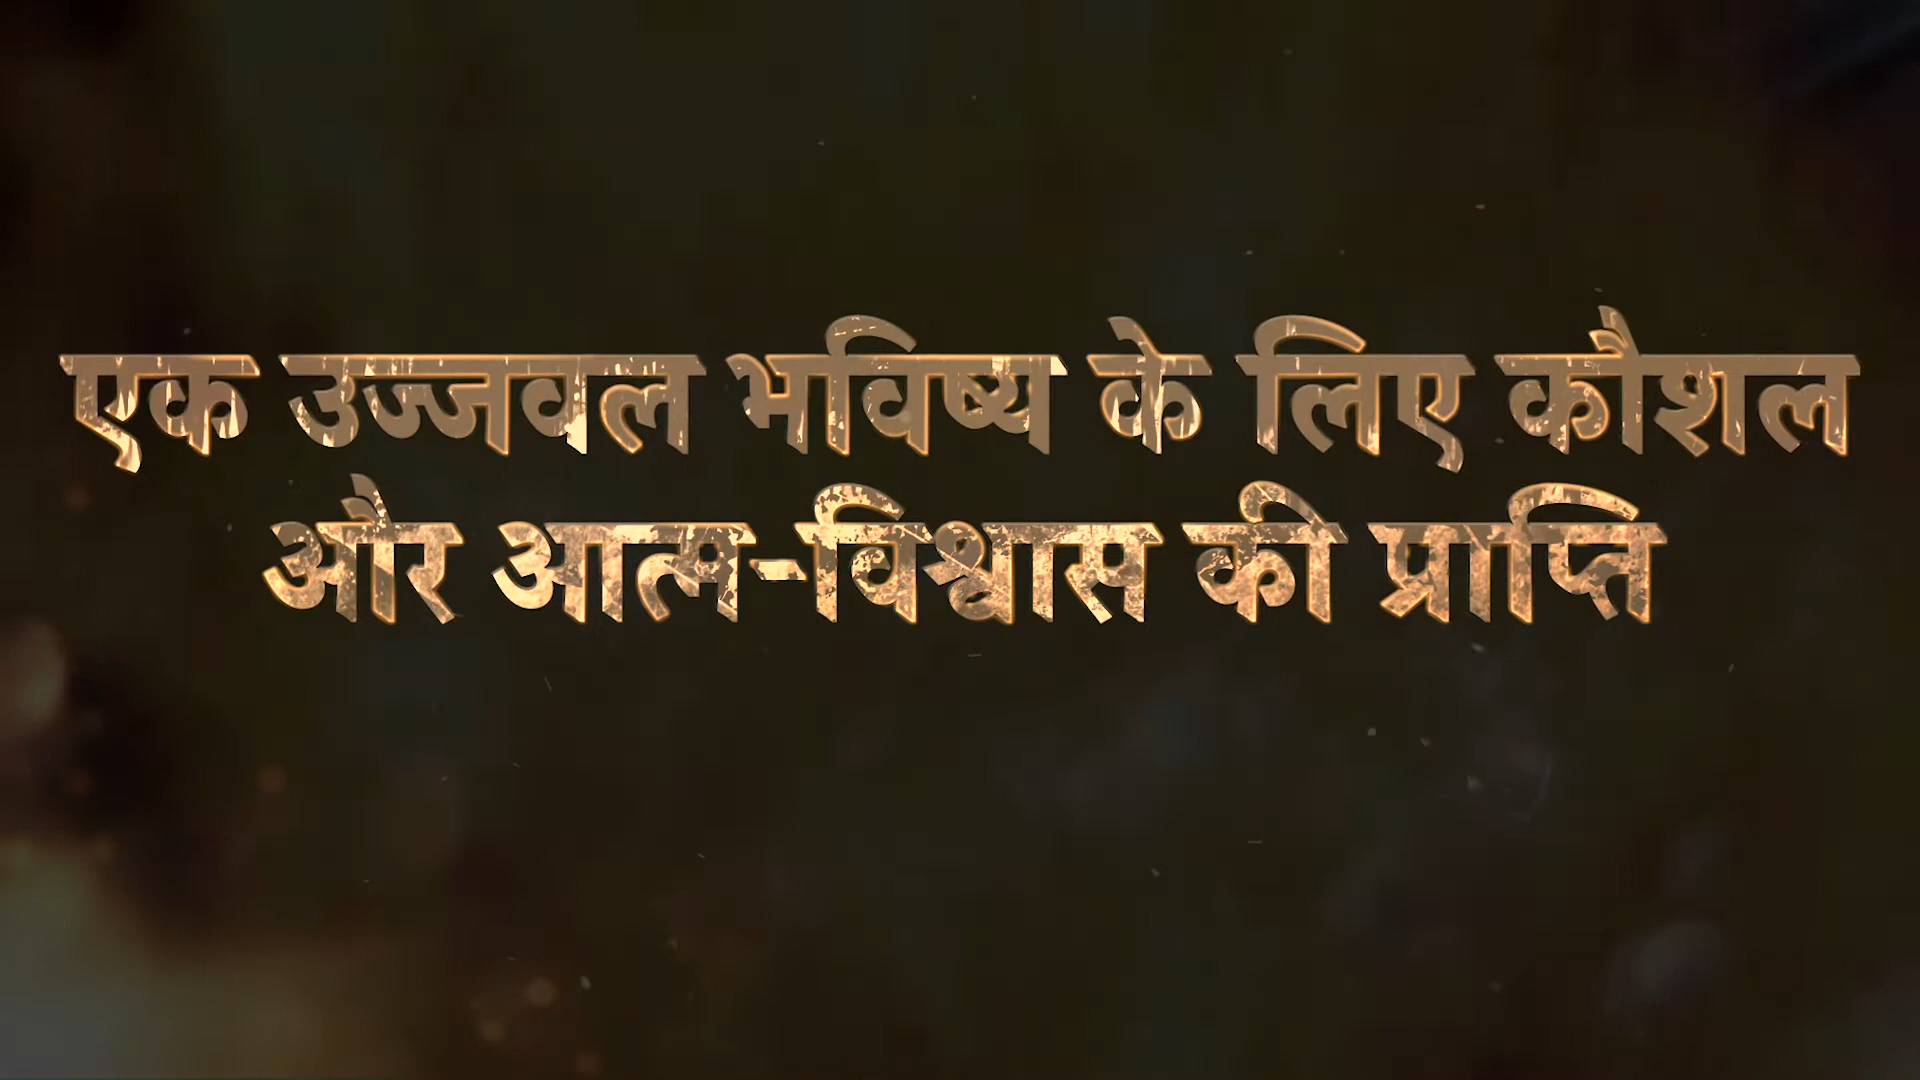 एक उज्जवल भविष्य के लिए कौशल
और आत्म-विश्वास की प्राप्ति